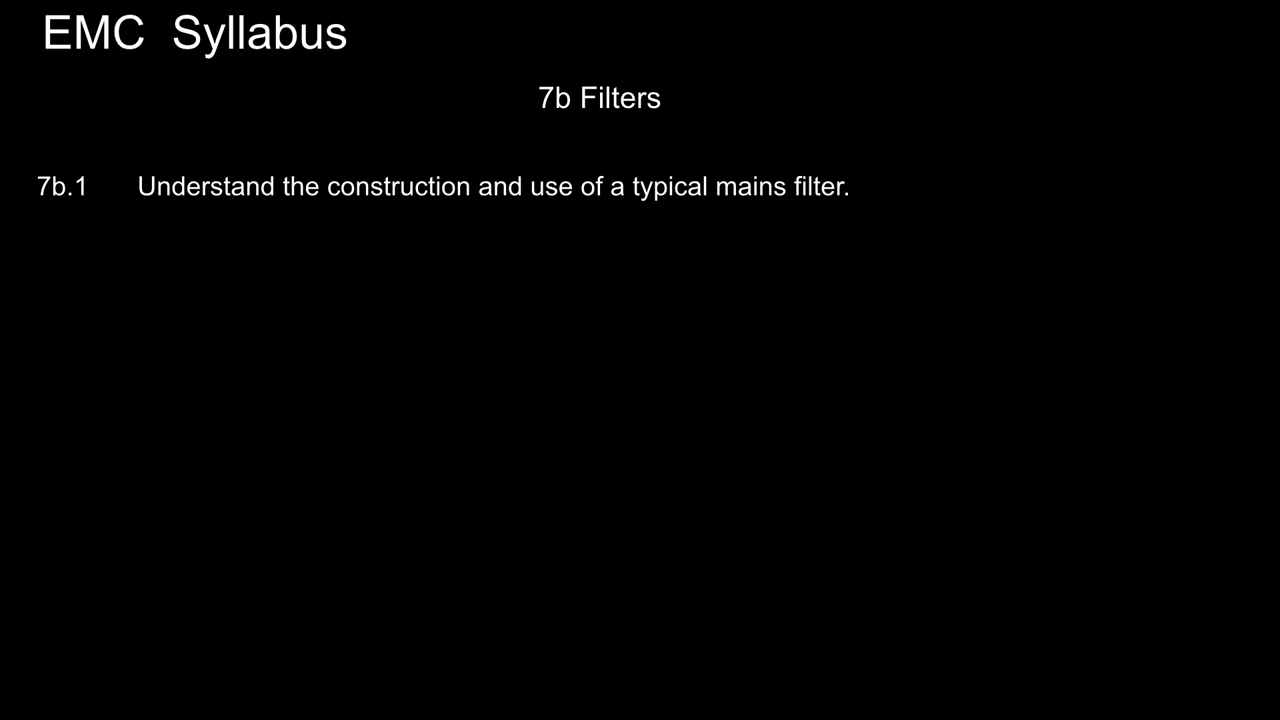 EMC Syllabus
7b Filters
7b.1 Understand the construction and use of a typical mains filter.